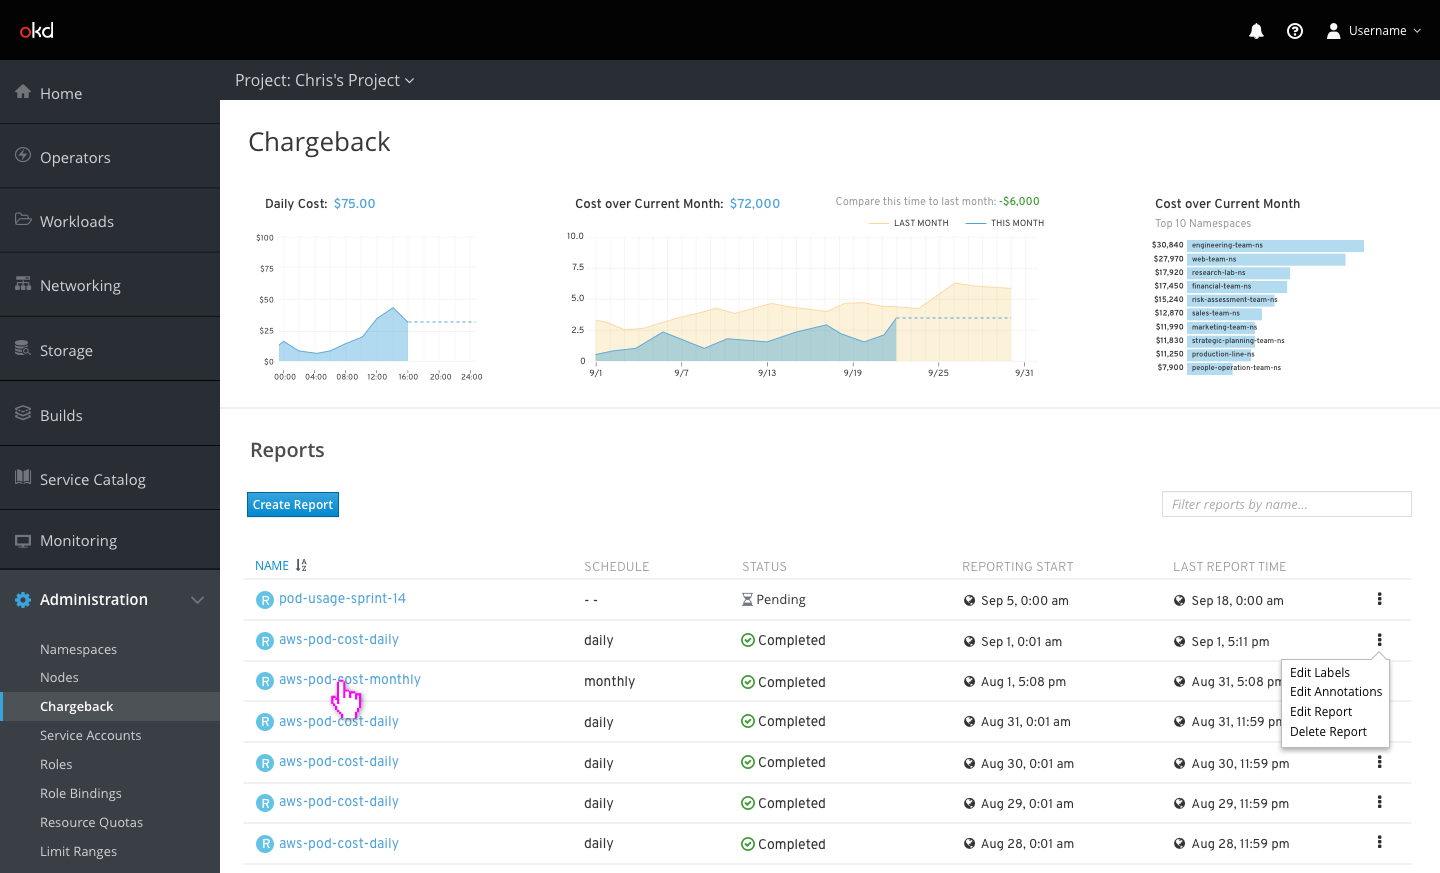 okd
Username
Project: Chris's Project
Home
Operators
Workloads
Networking
Storage
Builds
Service Catalog
Monitoring
Administration
Namespaces
Nodes
Chargeback
Service Accounts
Roles
Role Bindings
Resource Quotas
Limit Ranges
Chargeback
Daily Cost: $75.00
$100
$75
$50
$25
$0
00:00 04:00 08:00 12:00 16:00 20:00 24:00
Cost over Current Month: $72,000
Compare this time to last month: -$6,000
LAST MONTH THIS MONTH
10.0
7.5
5.0
2.5
0
9/1 9/7 9/13 9/19 9/25 9/31
Cost over Current Month
Top 10 Namespaces
$30,840 engineering-team-ns
$27,970 web-team-ns
$17,920 research-lab-ns
$17,450 financial-team-ns
$15,240 risk-assessment-team-ns
$12,870 sales-team-ns
$11,990 marketing-team-ns
$11,830 strategic-planning-team-ns
$11,250 production-line-ns
$7,900 people-operation-team-ns
Reports
Create Report
Filter reports by name...
NAME SCHEDULE STATUS REPORTING START LAST REPORT TIME
R pod-usage-sprint-14 - - Pending Sep 5, 0:00 am Sep 18, 0:00 am
R aws-pod-cost-daily daily Completed Sep 1, 0:01 am Sep 1, 5:11 pm
R aws-pod-cost-monthly monthly Completed Aug 1, 5:08 pm Aug 31, 5:08 pm
R aws-pod-cost-daily daily Completed Aug 31, 0:01 am Aug 31, 11:59 pm
R aws-pod-cost-daily daily Completed Aug 30, 0:01 am Aug 30, 11:59 pm
R aws-pod-cost-daily daily Completed Aug 29, 0:01 am Aug 29, 11:59 pm
R aws-pod-cost-daily daily Completed Aug 28, 0:01 am Aug 28, 11:59 pm
Edit Labels
Edit Annotations
Edit Report
Delete Report